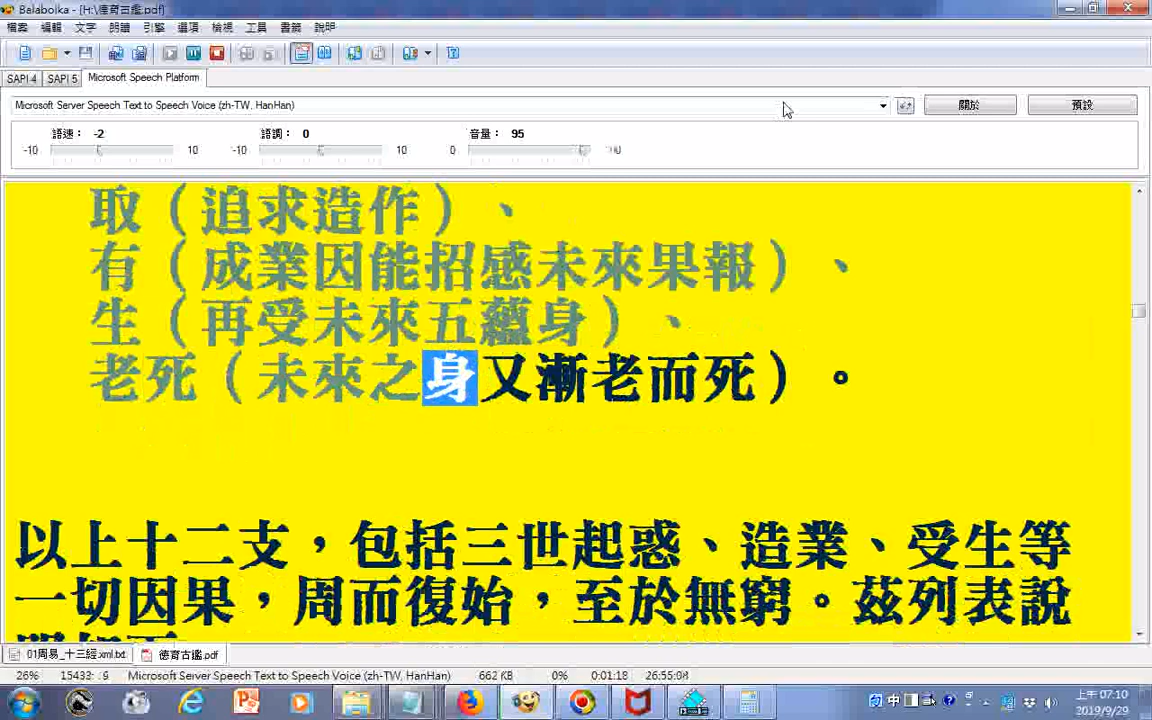 Balabolka - [H:\德育古鑑.pdf]
檔案 編輯 文字 朗讀 引擎 選項 檢視 工具 書籤 說明
SAPI 4 SAPI 5 Microsoft Speech Platform
Microsoft Server Speech Text to Speech Voice (zh-TW, HanHan) 關於 預設
語速： -2 語調： 0 音量： 95
-10 10 -10 10 0 100
取（追求造作）、
有（成業因能招感未來果報）、
生（再受未來五蘊身）、
老死（未來之身又漸老而死）。
以上十二支，包括三世起惑、造業、受生等
一切因果，周而復始，至於無窮。茲列表說
明如下
01周易_十三經.xml.txt 德育古鑑.pdf
26% Microsoft Server Speech Text to Speech Voice (zh-TW, HanHan) 662 KB 0% 0:01:18 26:55:08
中 上午 07:10
2019/9/29